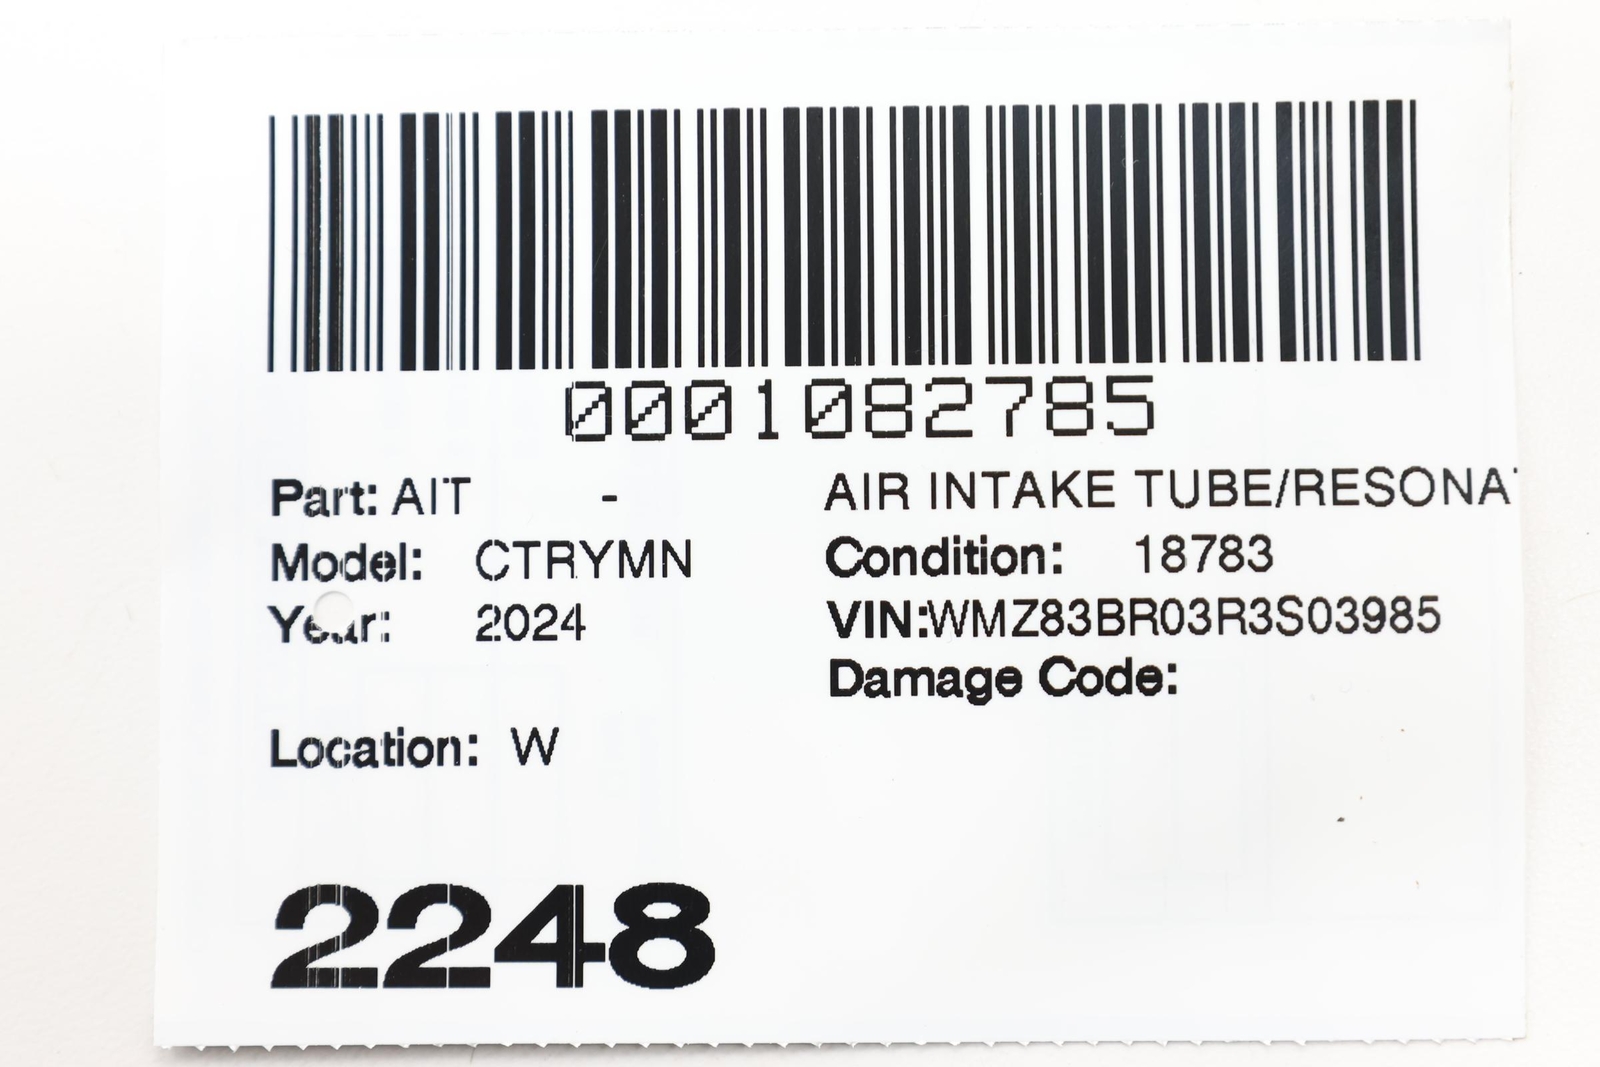 0001082785
Part: AIT - AIR INTAKE TUBE/RESONA
Model: CTRYMN Condition: 18783
Year: 2024 VIN:WMZ83BR03R3S03985
Damage Code:
Location: W
2248